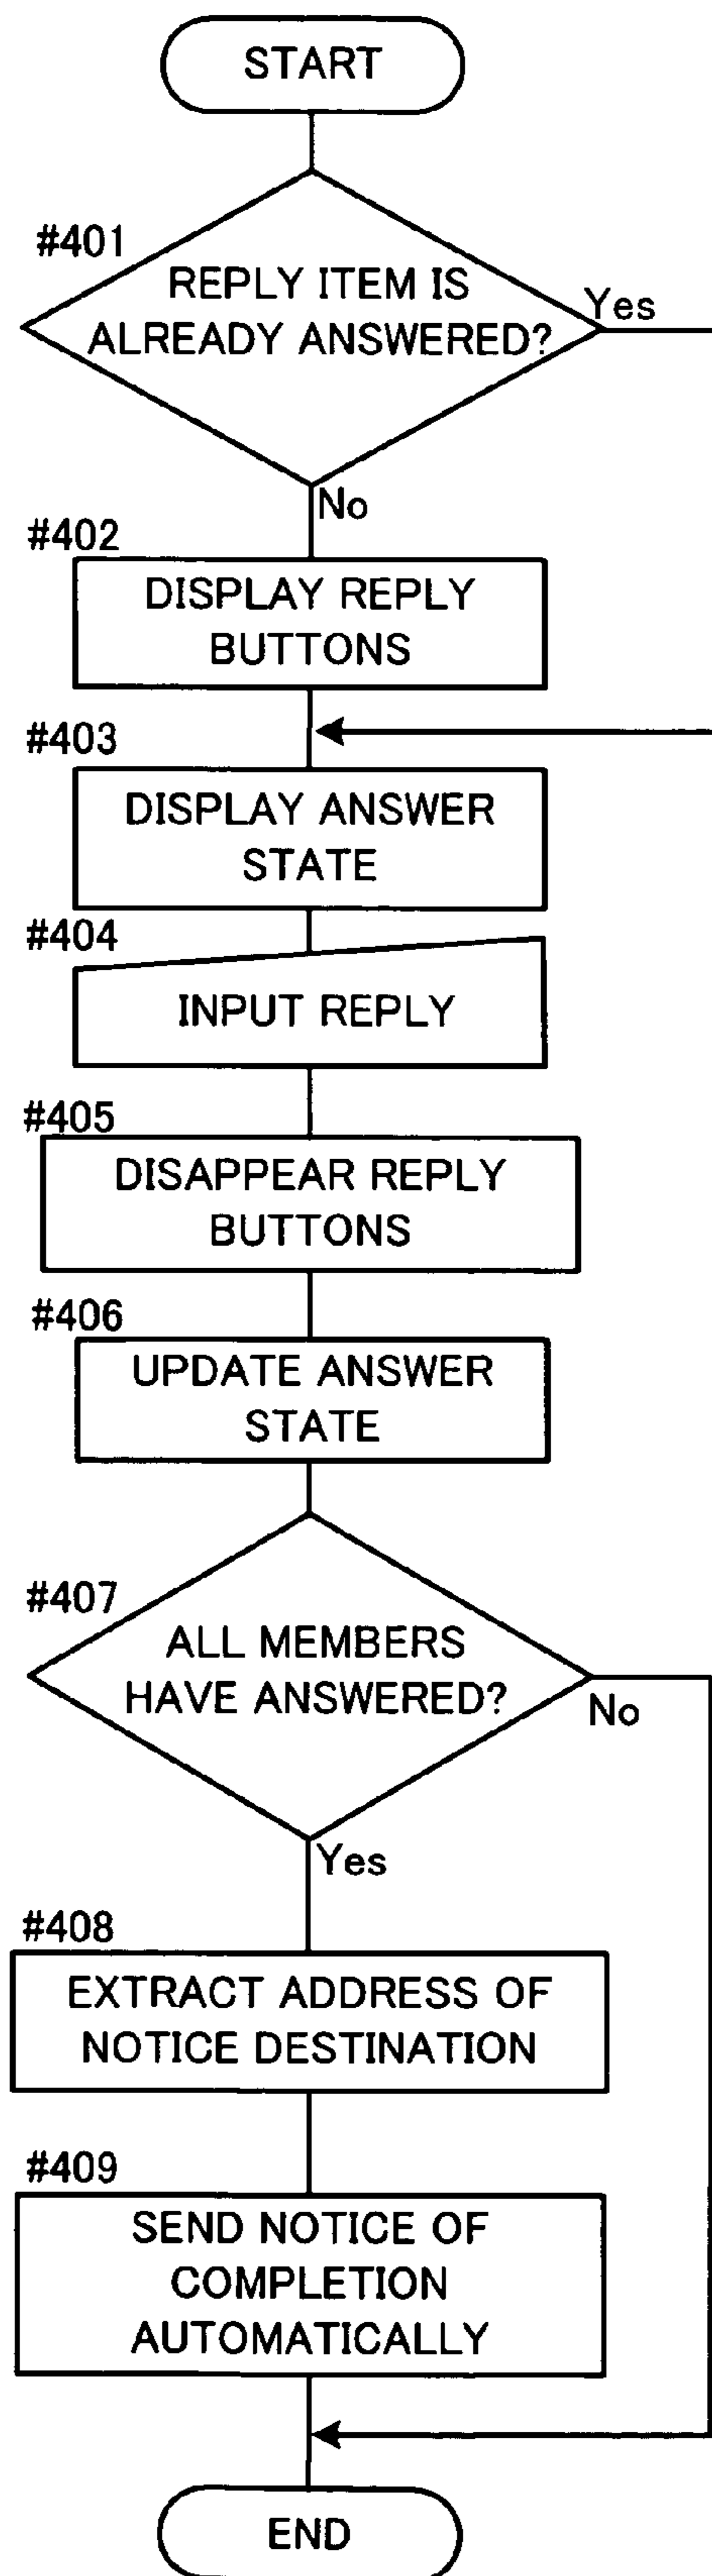 START
#401
REPLY ITEM IS
ALREADY ANSWERED?
Yes
No
#402
DISPLAY REPLY
BUTTONS
#403
DISPLAY ANSWER
STATE
#404
INPUT REPLY
#405
DISAPPEAR REPLY
BUTTONS
#406
UPDATE ANSWER
STATE
#407
ALL MEMBERS
HAVE ANSWERED?
No
Yes
#408
EXTRACT ADDRESS OF
NOTICE DESTINATION
#409
SEND NOTICE OF
COMPLETION
AUTOMATICALLY
END